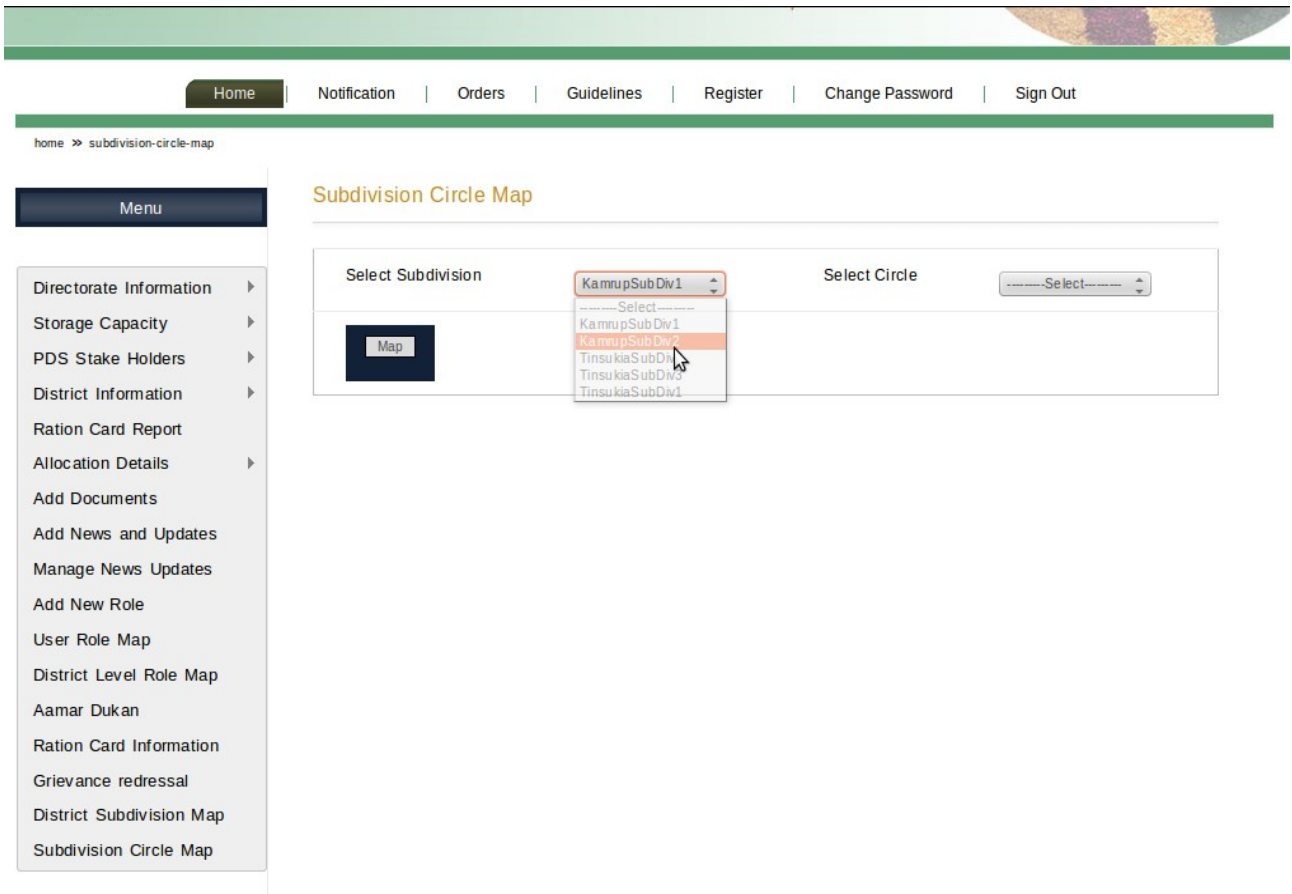 Home | Notification | Orders | Guidelines | Register | Change Password | Sign Out
home >> subdivision-circle-map
Menu
Subdivision Circle Map
Select Subdivision KamrupSubDiv1 Select Circle ---------Select---------
---------Select---------
KamrupSubDiv1
KamrupSubDiv2
TinsukiaSubDiv3
TinsukiaSubDiv1
Map
Directorate Information
Storage Capacity
PDS Stake Holders
District Information
Ration Card Report
Allocation Details
Add Documents
Add News and Updates
Manage News Updates
Add New Role
User Role Map
District Level Role Map
Aamar Dukan
Ration Card Information
Grievance redressal
District Subdivision Map
Subdivision Circle Map